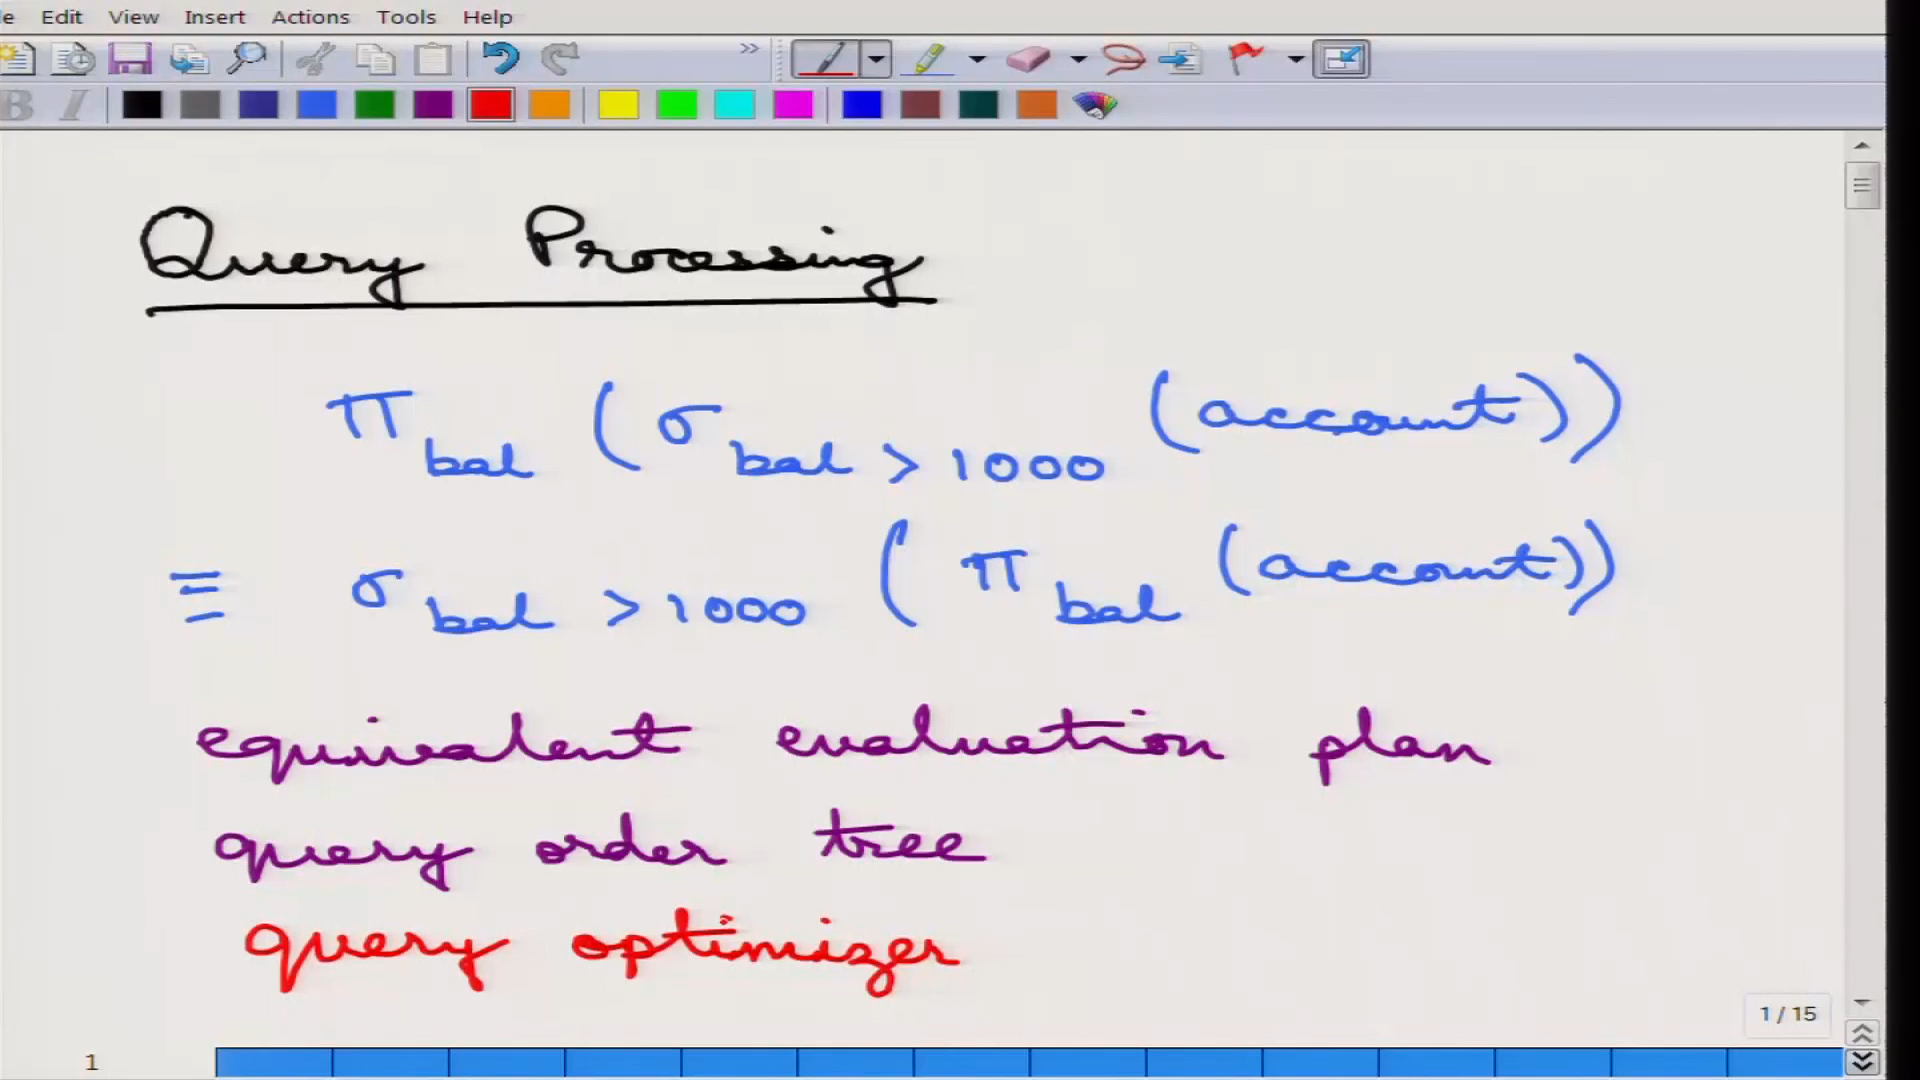 e Edit View Insert Actions Tools Help
B I
Query Processing
π bal (σ bal > 1000 (account))
≡ σ bal > 1000 (π bal (account))
equivalent evaluation plan
query order tree
query optimizer
1 / 15
1